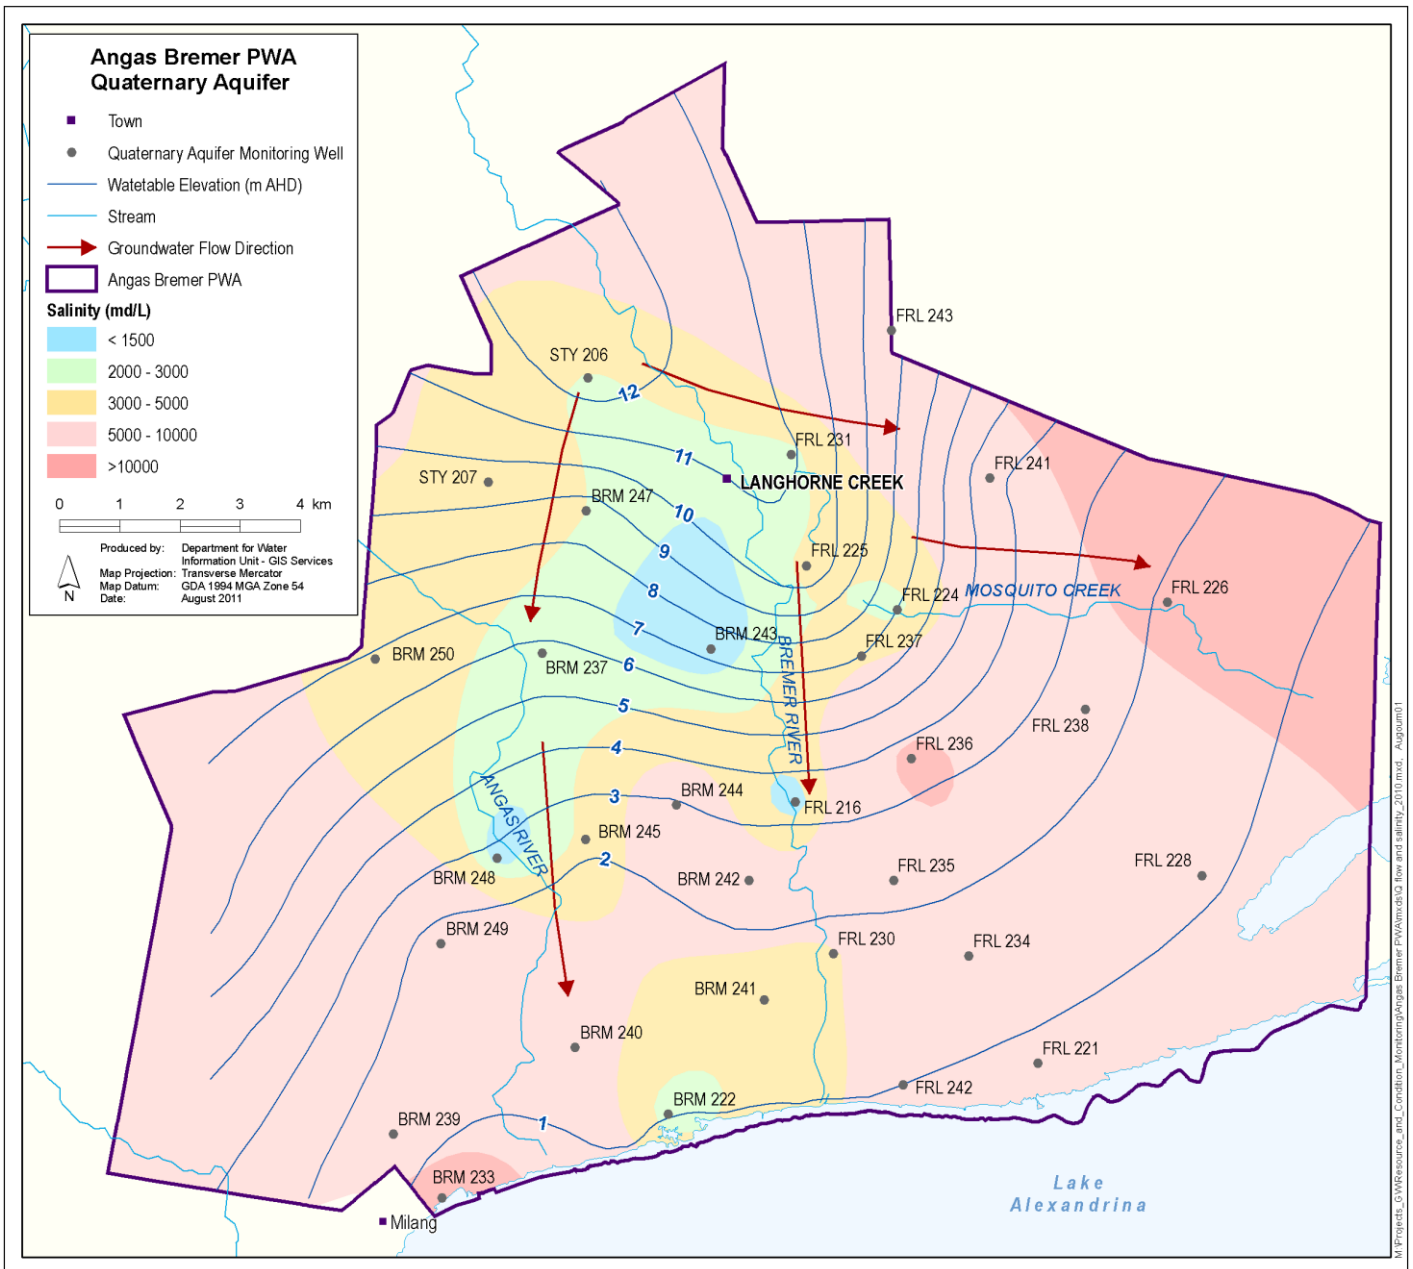 Angas Bremer PWA
Quaternary Aquifer
Town
Quaternary Aquifer Monitoring Well
Watetable Elevation (m AHD)
Stream
Groundwater Flow Direction
Angas Bremer PWA
Salinity (md/L)
< 1500
2000 - 3000
3000 - 5000
5000 - 10000
>10000
0 1 2 3 4 km
Produced by: Department for Water
Information Unit - GIS Services
Map Projection: Transverse Mercator
Map Datum: GDA 1994 MGA Zone 54
Date: August 2011
N
FRL 243
STY 206
12
FRL 231
11
LANGHORNE CREEK
FRL 241
STY 207
BRM 247
10
9
FRL 225
8
FRL 224
MOSQUITO CREEK
FRL 226
7
BRM 243
FRL 237
BRM 250
BRM 237
6
BREMER RIVER
5
FRL 238
4
FRL 236
ANGAS RIVER
3
BRM 244
FRL 216
BRM 245
2
BRM 248
BRM 242
FRL 235
FRL 228
BRM 249
FRL 230
FRL 234
BRM 241
BRM 240
FRL 221
FRL 242
BRM 222
1
BRM 239
BRM 233
Milang
Lake
Alexandrina